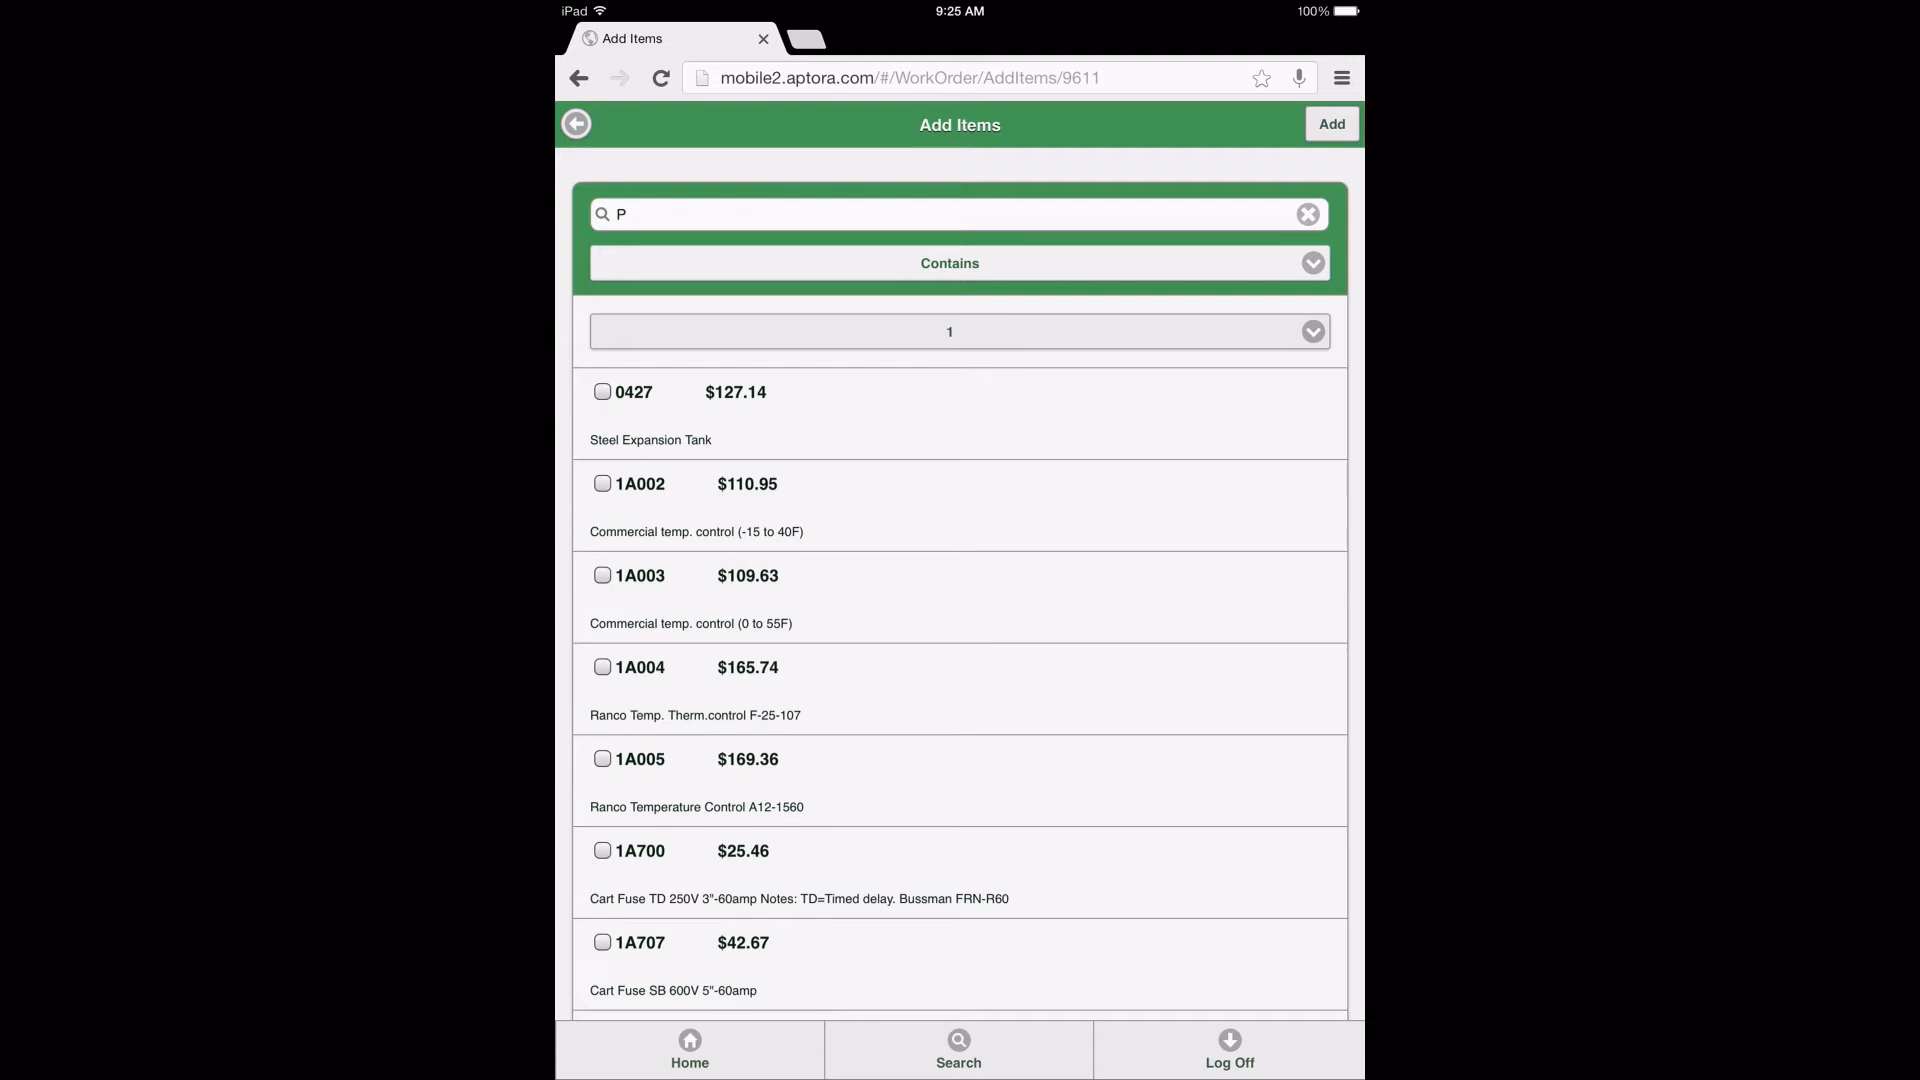 iPad 9:25 AM 100%
Add Items
mobile2.aptora.com/#/WorkOrder/AddItems/9611
Add Items Add
P
Contains
1
0427 $127.14
Steel Expansion Tank
1A002 $110.95
Commercial temp. control (-15 to 40F)
1A003 $109.63
Commercial temp. control (0 to 55F)
1A004 $165.74
Ranco Temp. Therm.control F-25-107
1A005 $169.36
Ranco Temperature Control A12-1560
1A700 $25.46
Cart Fuse TD 250V 3"-60amp Notes: TD=Timed delay. Bussman FRN-R60
1A707 $42.67
Cart Fuse SB 600V 5"-60amp
Home Search Log Off